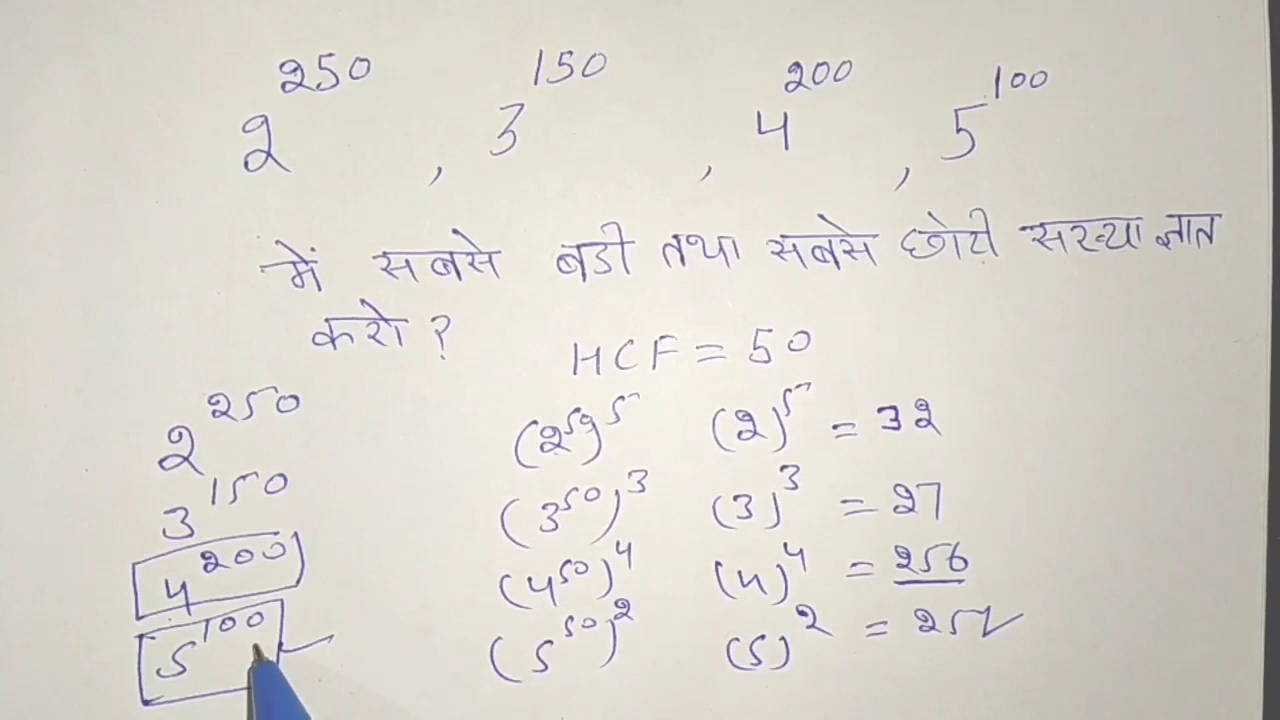 2^250 , 3^150 , 4^200 , 5^100
में सबसे बडी तथा सबसे छोटी सख्या ज्ञात
करो ?
HCF = 50
2^250 (2^50)^5 (2)^5 = 32
3^150 (3^50)^3 (3)^3 = 27
4^200 (4^50)^4 (4)^4 = 256
5^100 (5^50)^2 (5)^2 = 25